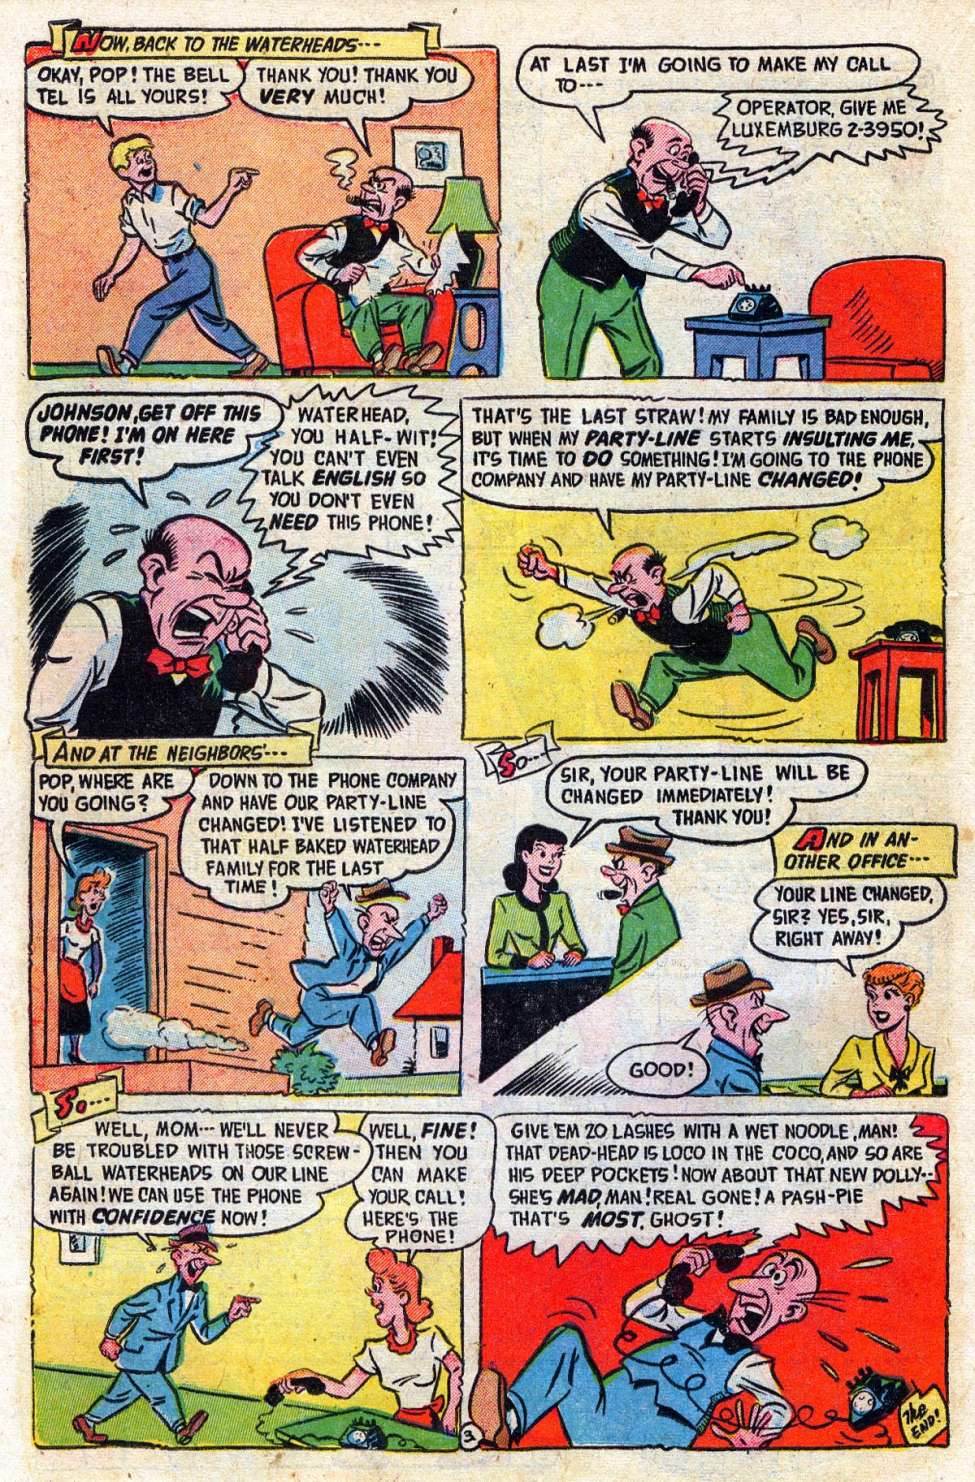 NOW, BACK TO THE WATERHEADS---
OKAY, POP! THE BELL
TEL IS ALL YOURS!
THANK YOU! THANK YOU
VERY MUCH!
AT LAST I'M GOING TO MAKE MY CALL
TO---
OPERATOR, GIVE ME
LUXEMBURG 2-3950!
JOHNSON, GET OFF THIS
PHONE! I'M ON HERE
FIRST!
WATERHEAD,
YOU HALF-WIT!
YOU CAN'T EVEN
TALK ENGLISH SO
YOU DON'T EVEN
NEED THIS PHONE!
THAT'S THE LAST STRAW! MY FAMILY IS BAD ENOUGH,
BUT WHEN MY PARTY-LINE STARTS INSULTING ME,
IT'S TIME TO DO SOMETHING! I'M GOING TO THE PHONE
COMPANY AND HAVE MY PARTY-LINE CHANGED!
AND AT THE NEIGHBORS'---
POP, WHERE ARE
YOU GOING?
DOWN TO THE PHONE COMPANY
AND HAVE OUR PARTY-LINE
CHANGED! I'VE LISTENED TO
THAT HALF BAKED WATERHEAD
FAMILY FOR THE LAST
TIME!
SO---
SIR, YOUR PARTY-LINE WILL BE
CHANGED IMMEDIATELY!
THANK YOU!
AND IN AN-
OTHER OFFICE---
YOUR LINE CHANGED,
SIR? YES, SIR,
RIGHT AWAY!
GOOD!
SO---
WELL, MOM--- WE'LL NEVER
BE TROUBLED WITH THOSE SCREW-
BALL WATERHEADS ON OUR LINE
AGAIN! WE CAN USE THE PHONE
WITH CONFIDENCE NOW!
WELL, FINE!
THEN YOU
CAN MAKE
YOUR CALL!
HERE'S THE
PHONE!
GIVE 'EM 20 LASHES WITH A WET NOODLE, MAN!
THAT DEAD-HEAD IS LOCO IN THE COCO, AND SO ARE
HIS DEEP POCKETS! NOW ABOUT THAT NEW DOLLY--
SHE'S MAD, MAN! REAL GONE! A PASH-PIE
THAT'S MOST, GHOST!
3
THE
END!